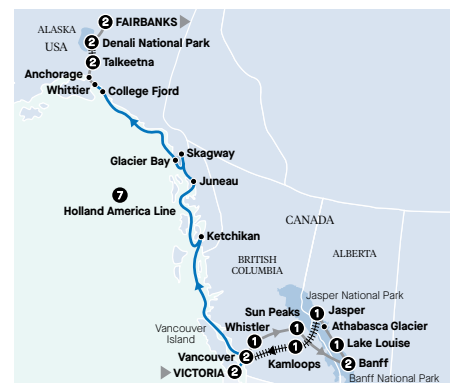 2 FAIRBANKS
ALASKA
USA
2 Denali National Park
2 Talkeetna
Anchorage
Whittier
College Fjord
Skagway
Glacier Bay
Juneau
7
Holland America Line
Ketchikan
CANADA
BRITISH
COLUMBIA
ALBERTA
Jasper National Park
Sun Peaks
1
1 Jasper
Athabasca Glacier
Vancouver
Island
Whistler
1
1 Lake Louise
Kamloops
1
Vancouver 2
2 Banff
VICTORIA 2
Banff National Park